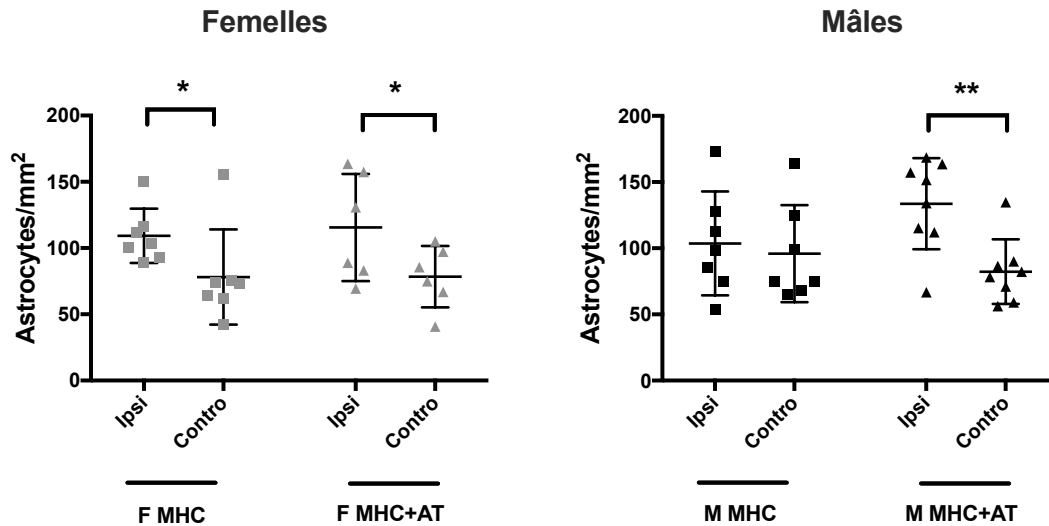 Femelles
Mâles
* *
**
Astrocytes/mm²
200
150
100
50
0
Ipsi
Contro
Ipsi
Contro
F MHC
F MHC+AT
Astrocytes/mm²
200
150
100
50
0
Ipsi
Contro
Ipsi
Contro
M MHC
M MHC+AT